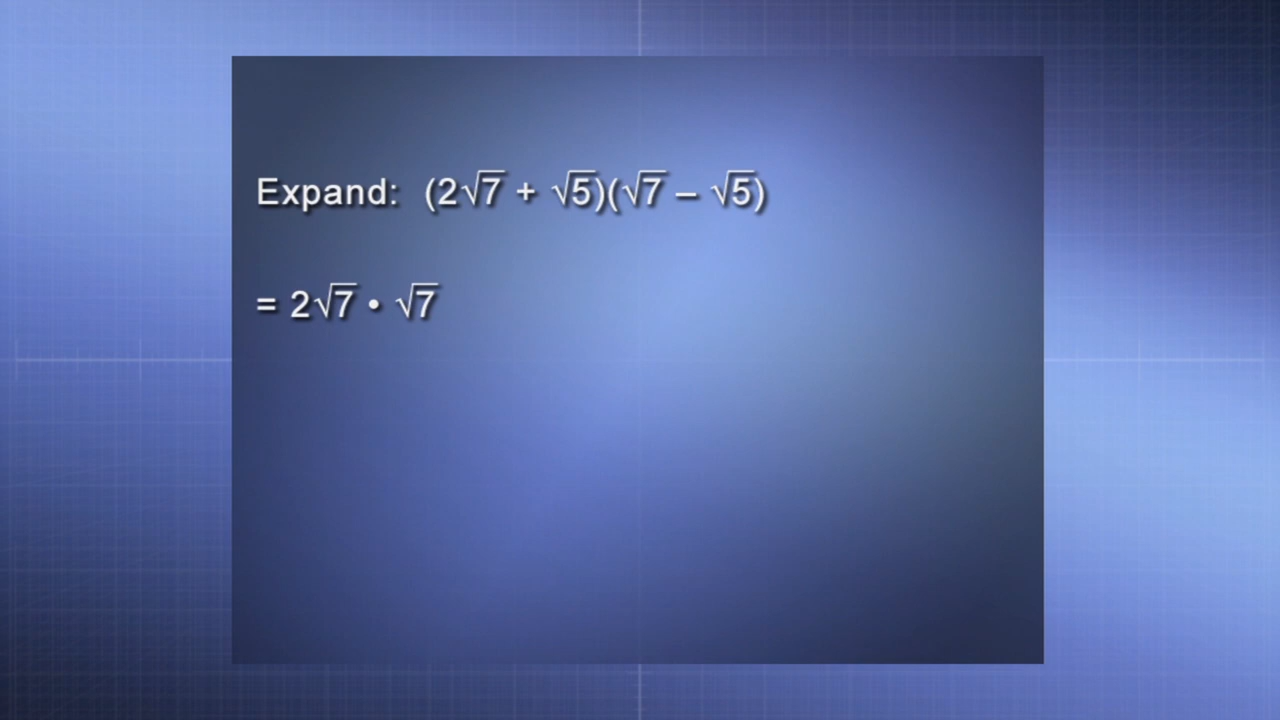 Expand: (2√7 + √5)(√7 – √5)
= 2√7 • √7